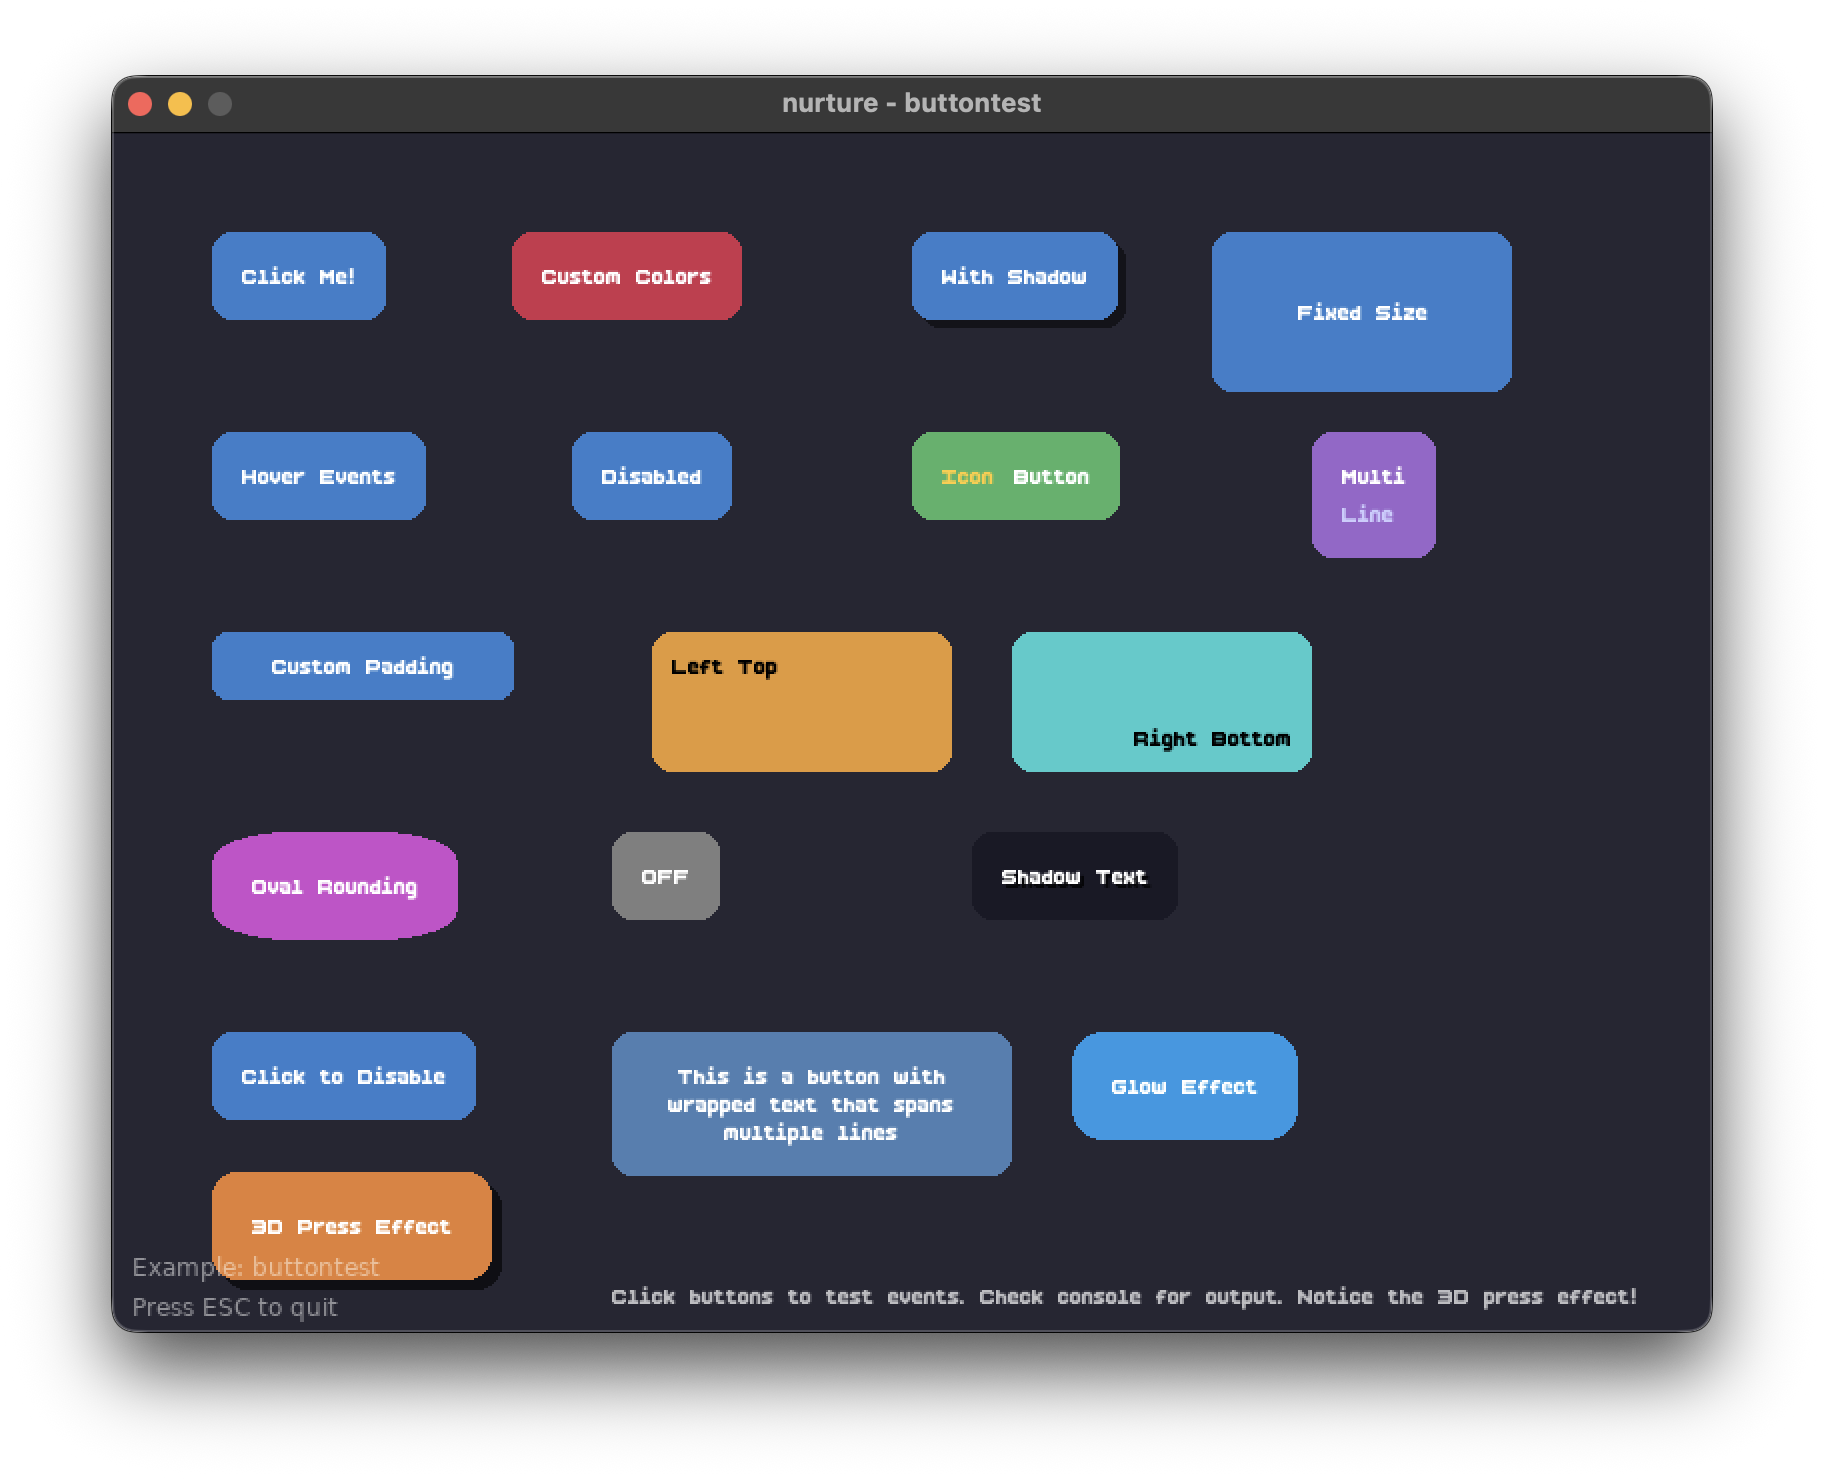 nurture - buttontest
Click Me!
Custom Colors
With Shadow
Fixed Size
Hover Events
Disabled
Icon Button
Multi
Line
Custom Padding
Left Top
Right Bottom
Oval Rounding
OFF
Shadow Text
Click to Disable
This is a button with
wrapped text that spans
multiple lines
Glow Effect
3D Press Effect
Example: buttontest
Press ESC to quit
Click buttons to test events. Check console for output. Notice the 3D press effect!